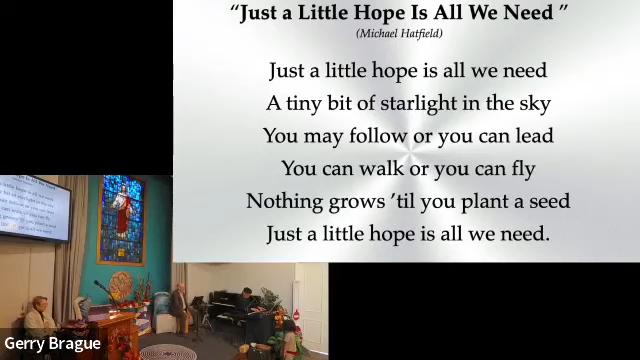 “Just a Little Hope Is All We Need ”
(Michael Hatfield)
Just a little hope is all we need
A tiny bit of starlight in the sky
You may follow or you can lead
You can walk or you can fly
Nothing grows ’til you plant a seed
Just a little hope is all we need.
Gerry Brague